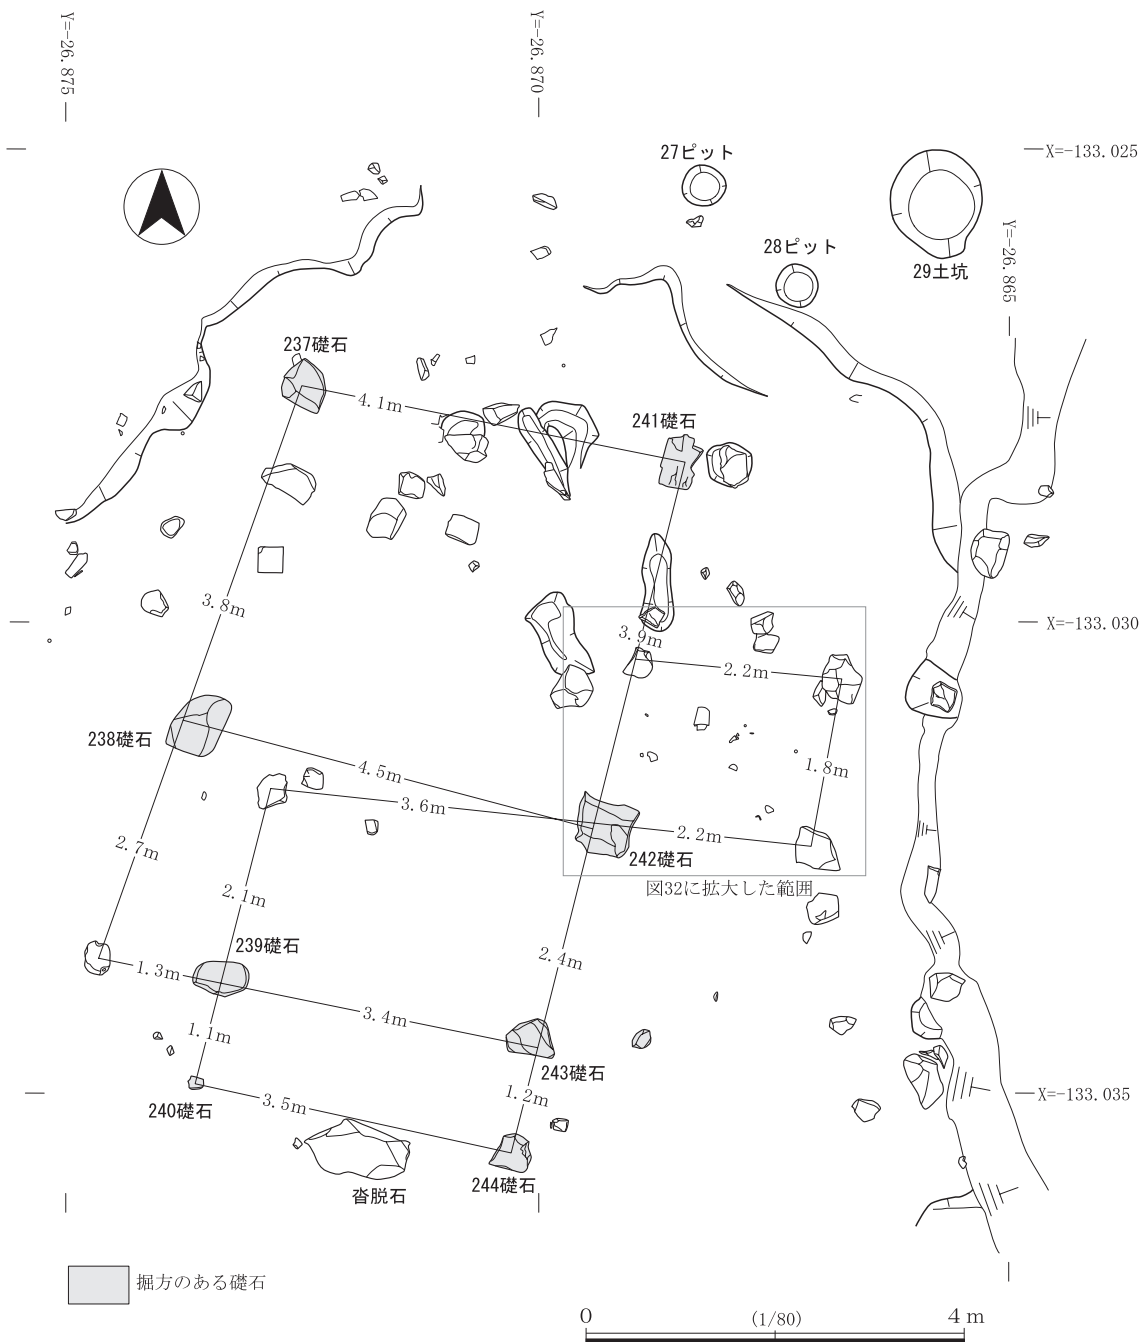 Y=-26.875
Y=-26.870
X=-133.025
27ピット
28ピット
29土坑
Y=-26.865
237礎石
4.1m
241礎石
3.8m
X=-133.030
3.9m
2.2m
238礎石
4.5m
1.8m
3.6m
2.2m
242礎石
2.7m
図32に拡大した範囲
2.1m
239礎石
2.4m
1.3m
3.4m
1.1m
243礎石
1.2m
X=-133.035
240礎石
3.5m
244礎石
沓脱石
掘方のある礎石
0
(1/80)
4 m